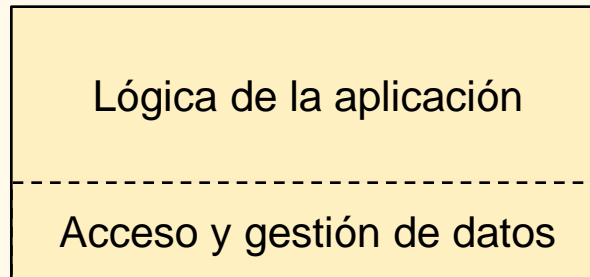 Lógica de la aplicación
Acceso y gestión de datos